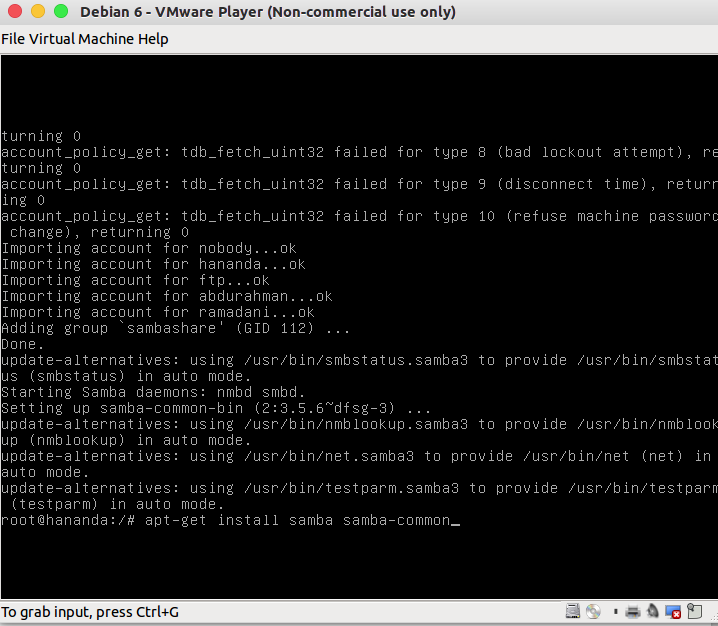 Debian 6 - VMware Player (Non-commercial use only)
File Virtual Machine Help
turning 0
account_policy_get: tdb_fetch_uint32 failed for type 8 (bad lockout attempt), re
turning 0
account_policy_get: tdb_fetch_uint32 failed for type 9 (disconnect time), return
ing 0
account_policy_get: tdb_fetch_uint32 failed for type 10 (refuse machine password
 change), returning 0
Importing account for nobody...ok
Importing account for hananda...ok
Importing account for ftp...ok
Importing account for abdurahman...ok
Importing account for ramadani...ok
Adding group `sambashare' (GID 112) ...
Done.
update-alternatives: using /usr/bin/smbstatus.samba3 to provide /usr/bin/smbstat
us (smbstatus) in auto mode.
Starting Samba daemons: nmbd smbd.
Setting up samba-common-bin (2:3.5.6~dfsg-3) ...
update-alternatives: using /usr/bin/nmblookup.samba3 to provide /usr/bin/nmblook
up (nmblookup) in auto mode.
update-alternatives: using /usr/bin/net.samba3 to provide /usr/bin/net (net) in
auto mode.
update-alternatives: using /usr/bin/testparm.samba3 to provide /usr/bin/testparm
 (testparm) in auto mode.
root@hananda:/# apt-get install samba samba-common_
To grab input, press Ctrl+G